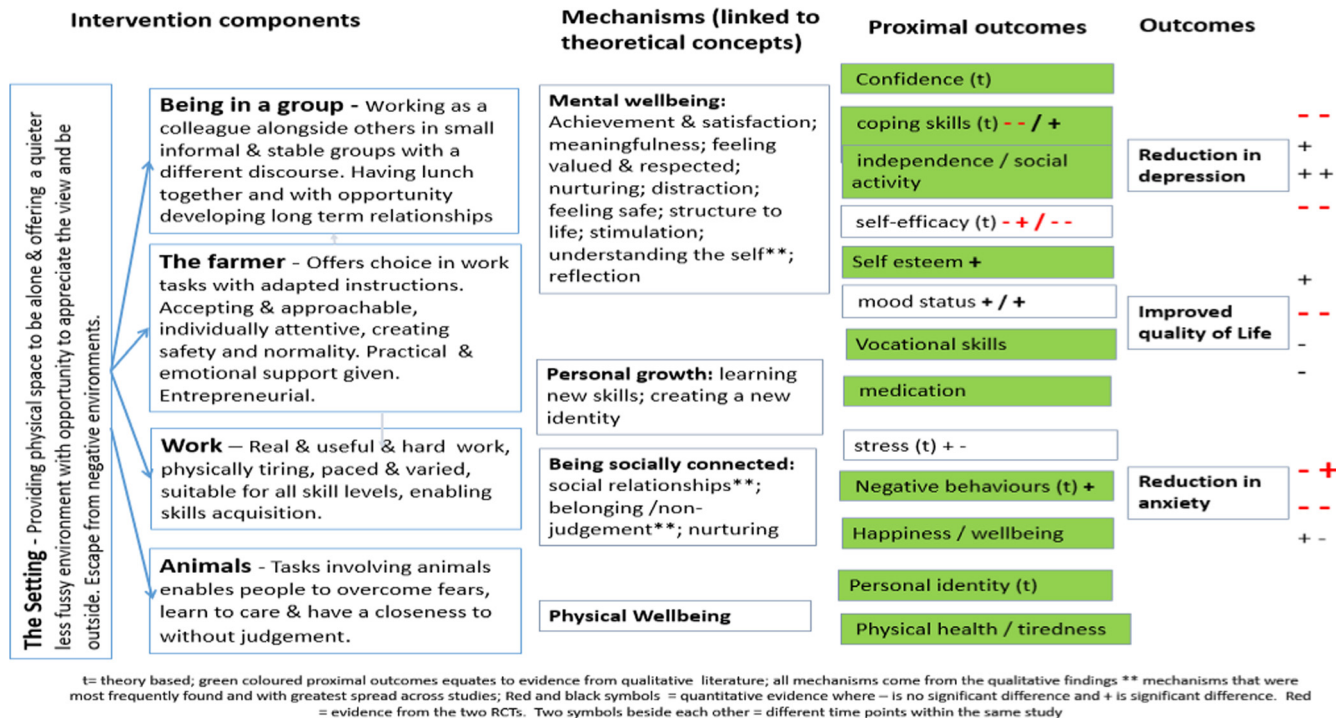 Intervention components
Mechanisms (linked to
theoretical concepts)
Proximal outcomes
Outcomes
The Setting - Providing physical space to be alone & offering a quieter
less fussy environment with opportunity to appreciate the view and be
outside. Escape from negative environments.
Being in a group - Working as a
colleague alongside others in small
informal & stable groups with a
different discourse. Having lunch
together and with opportunity
developing long term relationships
The farmer - Offers choice in work
tasks with adapted instructions.
Accepting & approachable,
individually attentive, creating
safety and normality. Practical &
emotional support given.
Entrepreneurial.
Work – Real & useful & hard work,
physically tiring, paced & varied,
suitable for all skill levels, enabling
skills acquisition.
Animals - Tasks involving animals
enables people to overcome fears,
learn to care & have a closeness to
without judgement.
Mental wellbeing:
Achievement & satisfaction;
meaningfulness; feeling
valued & respected;
nurturing; distraction;
feeling safe; structure to
life; stimulation;
understanding the self**;
reflection
Personal growth: learning
new skills; creating a new
identity
Being socially connected:
social relationships**;
belonging /non-
judgement**; nurturing
Physical Wellbeing
Confidence (t)
coping skills (t) - - / +
independence / social
activity
self-efficacy (t) - + / - -
Self esteem +
mood status + / +
Vocational skills
medication
stress (t) + -
Negative behaviours (t) +
Happiness / wellbeing
Personal identity (t)
Physical health / tiredness
Reduction in
depression
- -
+
+ +
- -
Improved
quality of Life
+
- -
-
-
Reduction in
anxiety
- +
- -
+ -
t= theory based; green coloured proximal outcomes equates to evidence from qualitative literature; all mechanisms come from the qualitative findings ** mechanisms that were
most frequently found and with greatest spread across studies; Red and black symbols = quantitative evidence where – is no significant difference and + is significant difference. Red
= evidence from the two RCTs. Two symbols beside each other = different time points within the same study